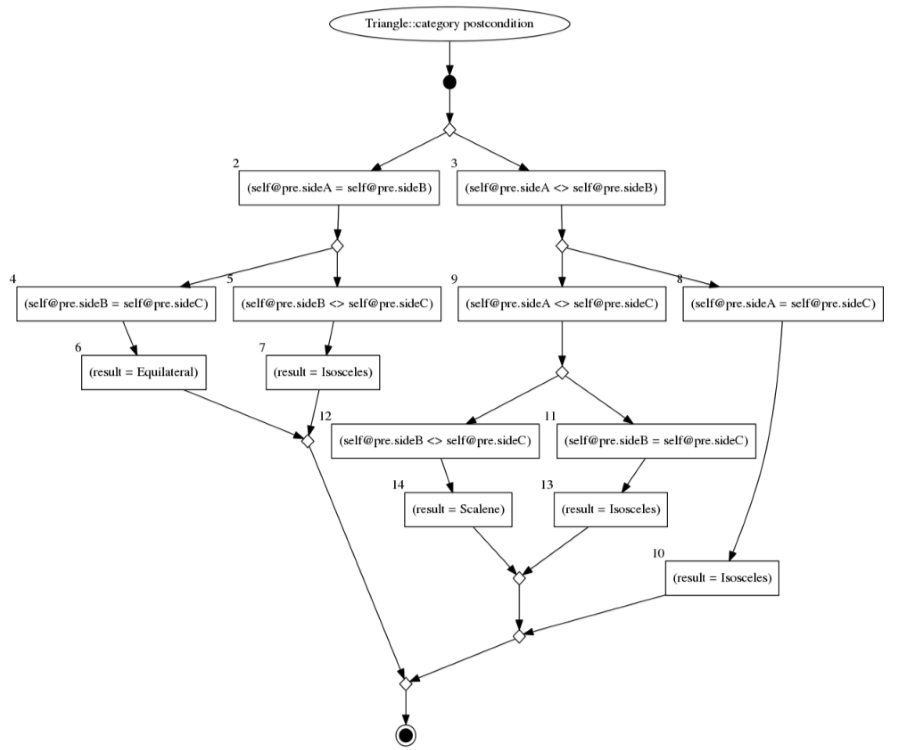 Triangle::category postcondition
2
(self@pre.sideA = self@pre.sideB)
3
(self@pre.sideA <> self@pre.sideB)
4
(self@pre.sideB = self@pre.sideC)
5
(self@pre.sideB <> self@pre.sideC)
9
(self@pre.sideA <> self@pre.sideC)
8
(self@pre.sideA = self@pre.sideC)
6
(result = Equilateral)
7
(result = Isosceles)
12
(self@pre.sideB <> self@pre.sideC)
11
(self@pre.sideB = self@pre.sideC)
14
(result = Scalene)
13
(result = Isosceles)
10
(result = Isosceles)